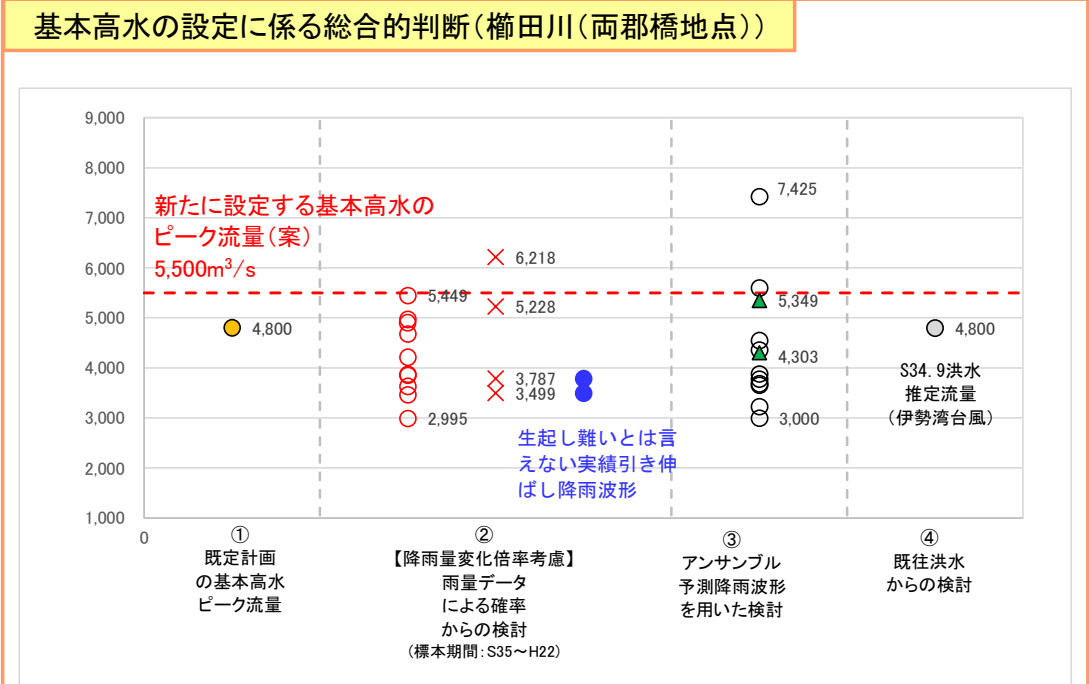 基本高水の設定に係る総合的判断(櫛田川(両郡橋地点))
9,000
8,000
7,000
6,000
5,000
4,000
3,000
2,000
1,000
0
新たに設定する基本高水の
ピーク流量(案)
5,500m³/s
4,800
5,449
2,995
6,218
5,228
3,787
3,499
生起し難いとは言
えない実績引き伸
ばし降雨波形
7,425
5,349
4,303
3,000
4,800
S34.9洪水
推定流量
(伊勢湾台風)
①
既定計画
の基本高水
ピーク流量
②
【降雨量変化倍率考慮】
雨量データ
による確率
からの検討
(標本期間:S35~H22)
③
アンサンブル
予測降雨波形
を用いた検討
④
既往洪水
からの検討